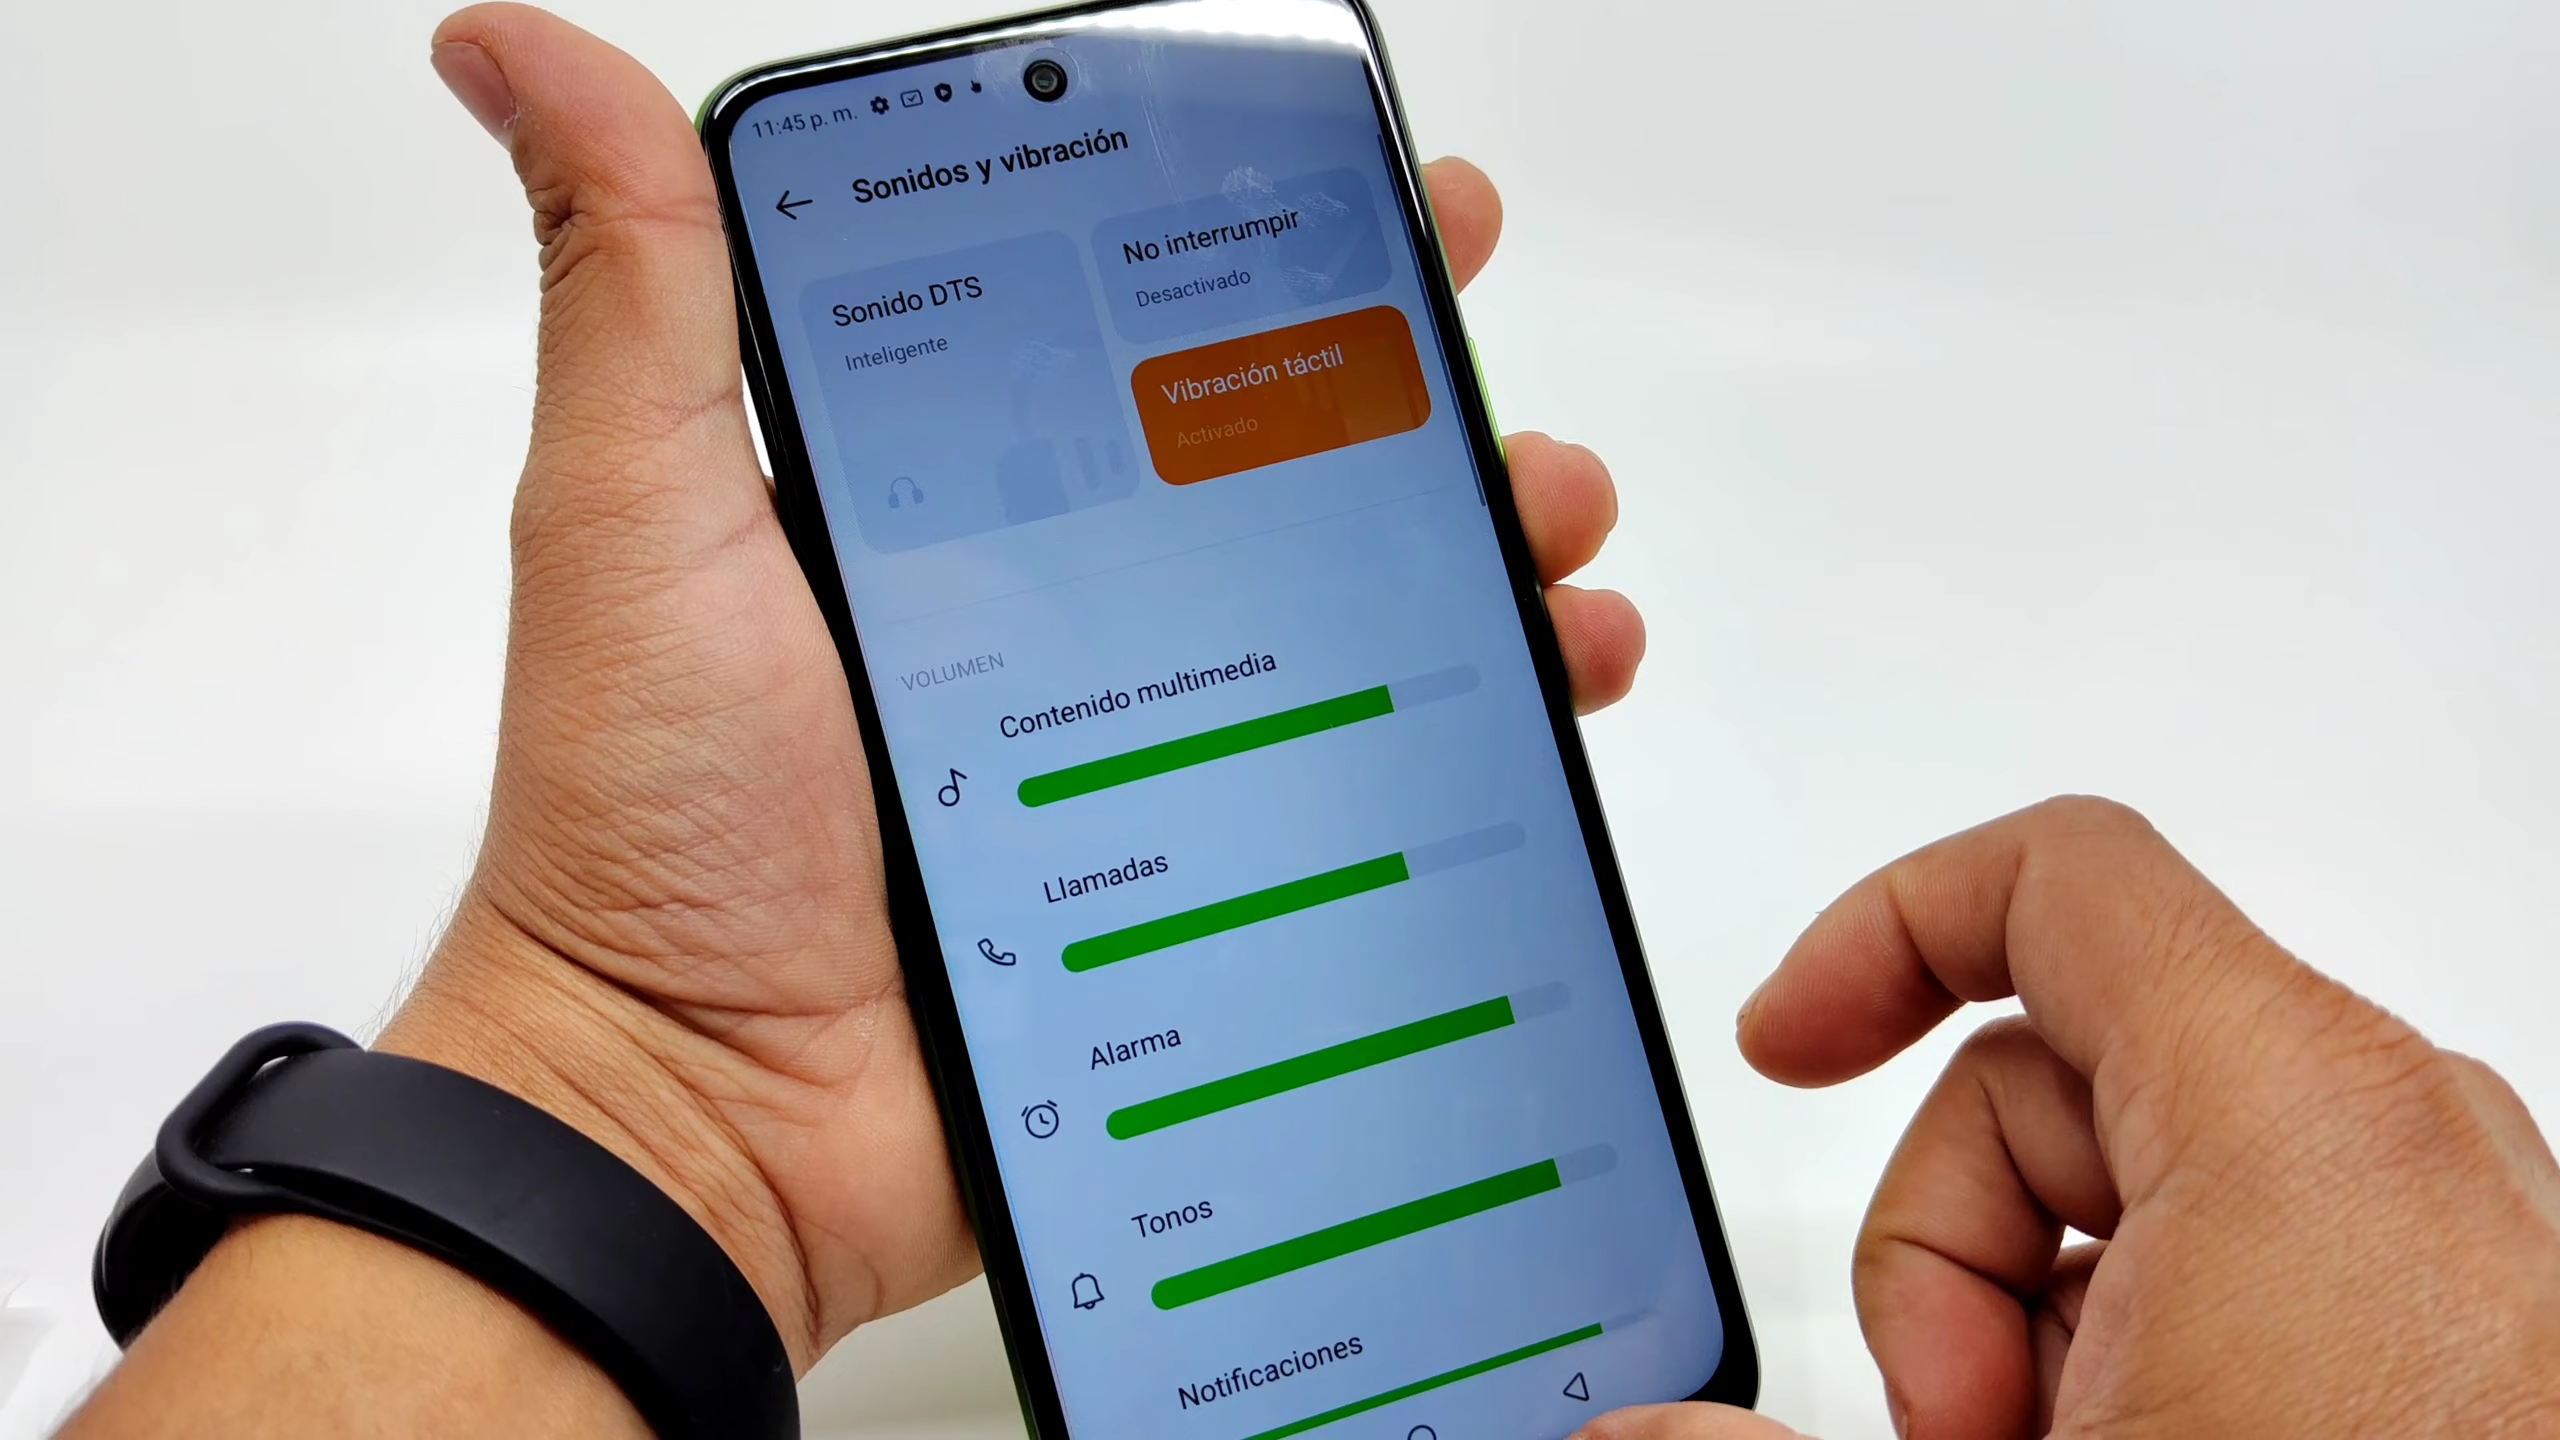 11:45 p. m.
Sonidos y vibración
Sonido DTS
Inteligente
No interrumpir
Desactivado
Vibración táctil
Activado
VOLUMEN
Contenido multimedia
Llamadas
Alarma
Tonos
Notificaciones